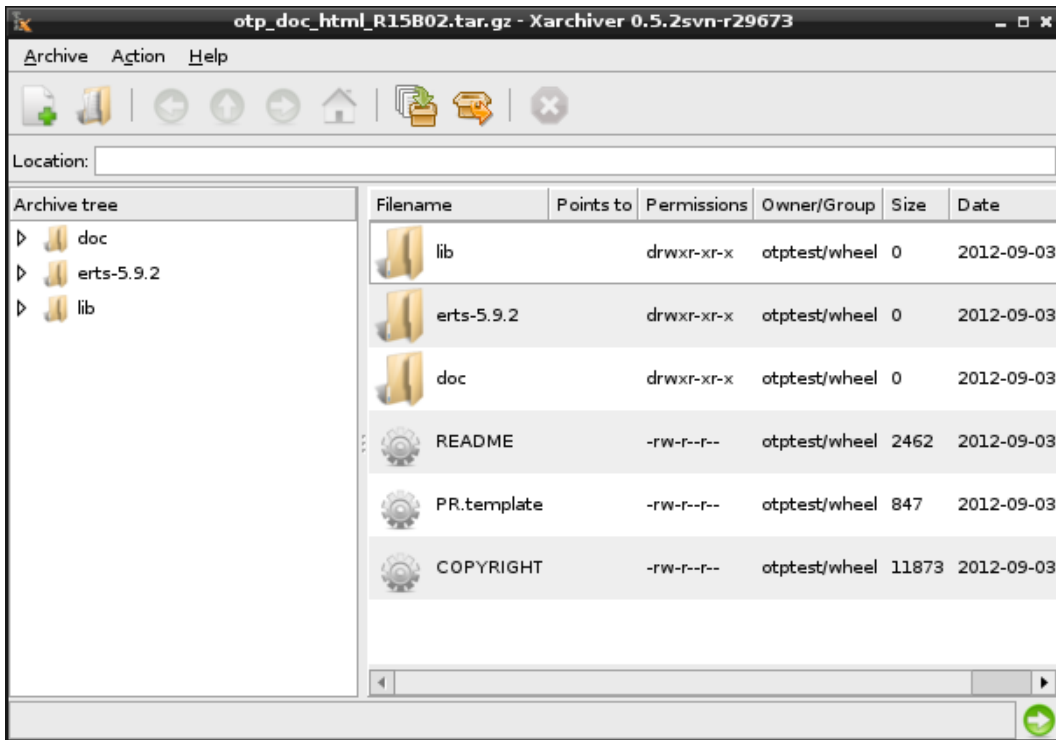 otp_doc_html_R15B02.tar.gz - Xarchiver 0.5.2svn-r29673
Archive Action Help
Location:
Archive tree
doc
erts-5.9.2
lib
Filename Points to Permissions Owner/Group Size Date
lib drwxr-xr-x otptest/wheel 0 2012-09-03
erts-5.9.2 drwxr-xr-x otptest/wheel 0 2012-09-03
doc drwxr-xr-x otptest/wheel 0 2012-09-03
README -rw-r--r-- otptest/wheel 2462 2012-09-03
PR.template -rw-r--r-- otptest/wheel 847 2012-09-03
COPYRIGHT -rw-r--r-- otptest/wheel 11873 2012-09-03